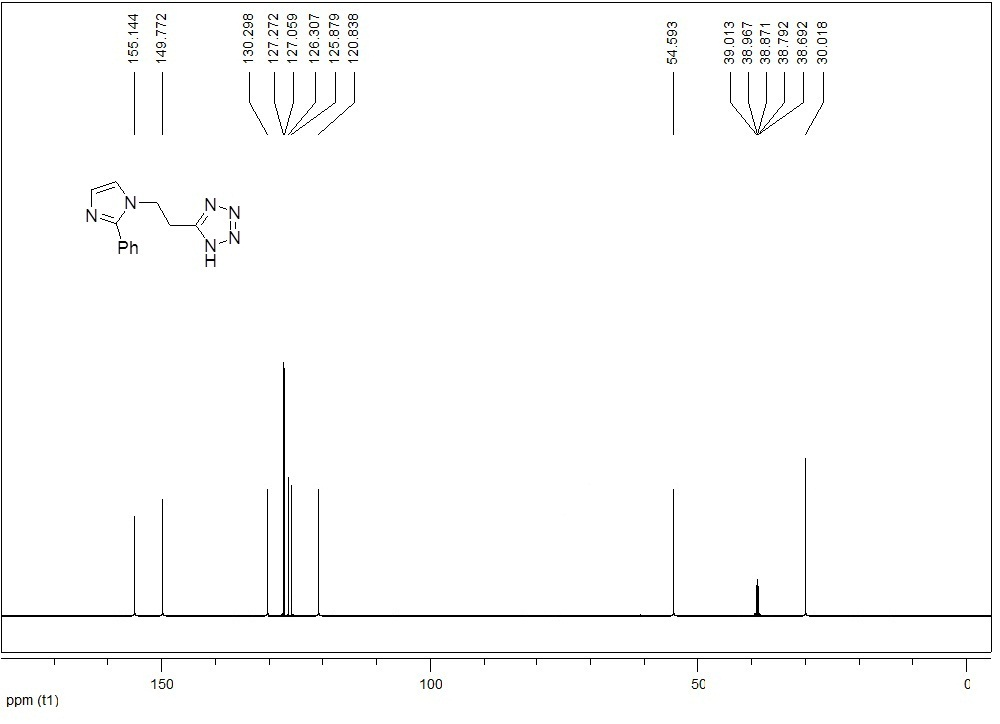 155.144
149.772
130.298
127.272
127.059
126.307
125.879
120.838
54.593
39.013
38.967
38.871
38.792
38.692
30.018
N
N
Ph
N
N
N
N
H
150
100
50
0
ppm (t1)